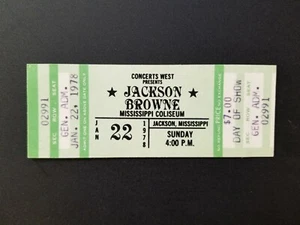 02991
GEN. ADM.
JAN. 22, 1978
CONCERTS WEST
PRESENTS
★ JACKSON ★
BROWNE
MISSISSIPPI COLISEUM
JAN
22
1978
JACKSON, MISSISSIPPI
SUNDAY
4:00 P.M.
$7.00
DAY OF SHOW
GEN. ADM.
02991